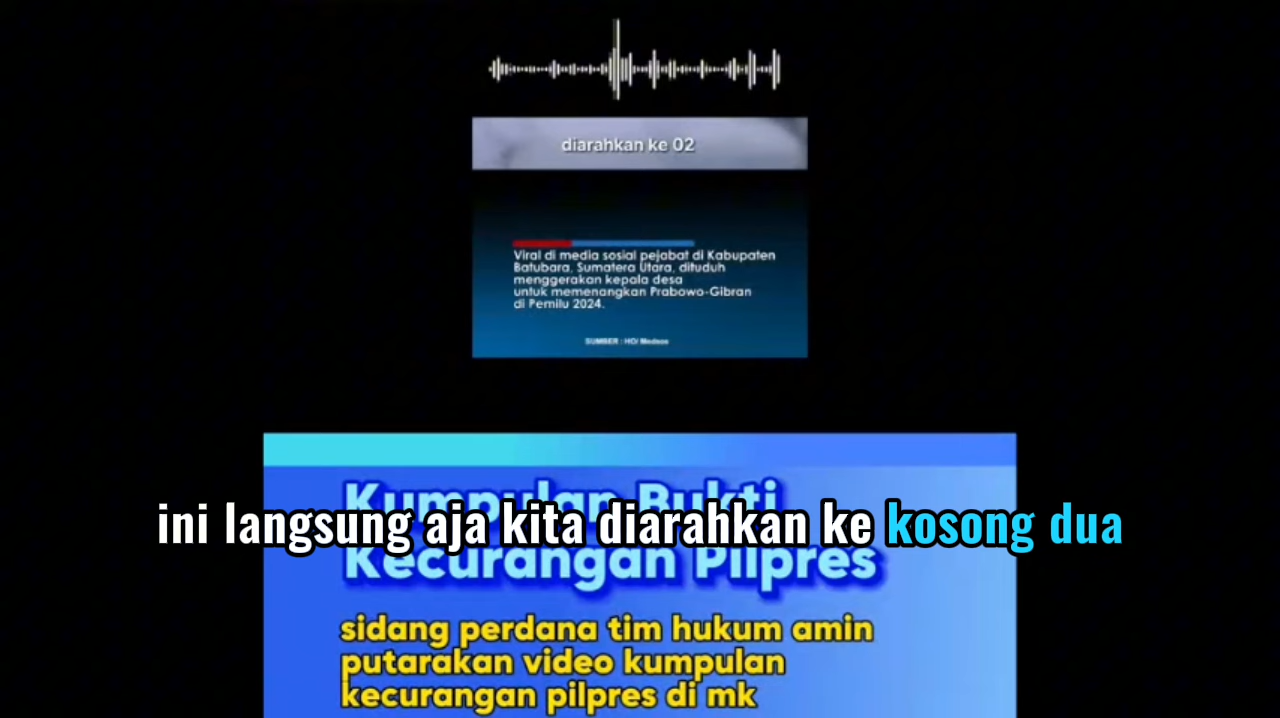 diarahkan ke 02
Viral di media sosial pejabat di Kabupaten
Batubara, Sumatera Utara, dituduh
menggerakan kepala desa
untuk memenangkan Prabowo-Gibran
di Pemilu 2024.
SUMBER : HO/ Medsos
Kumpulan Bukti
ini langsung aja kita diarahkan ke kosong dua
Kecurangan Pilpres
sidang perdana tim hukum amin
putarakan video kumpulan
kecurangan pilpres di mk